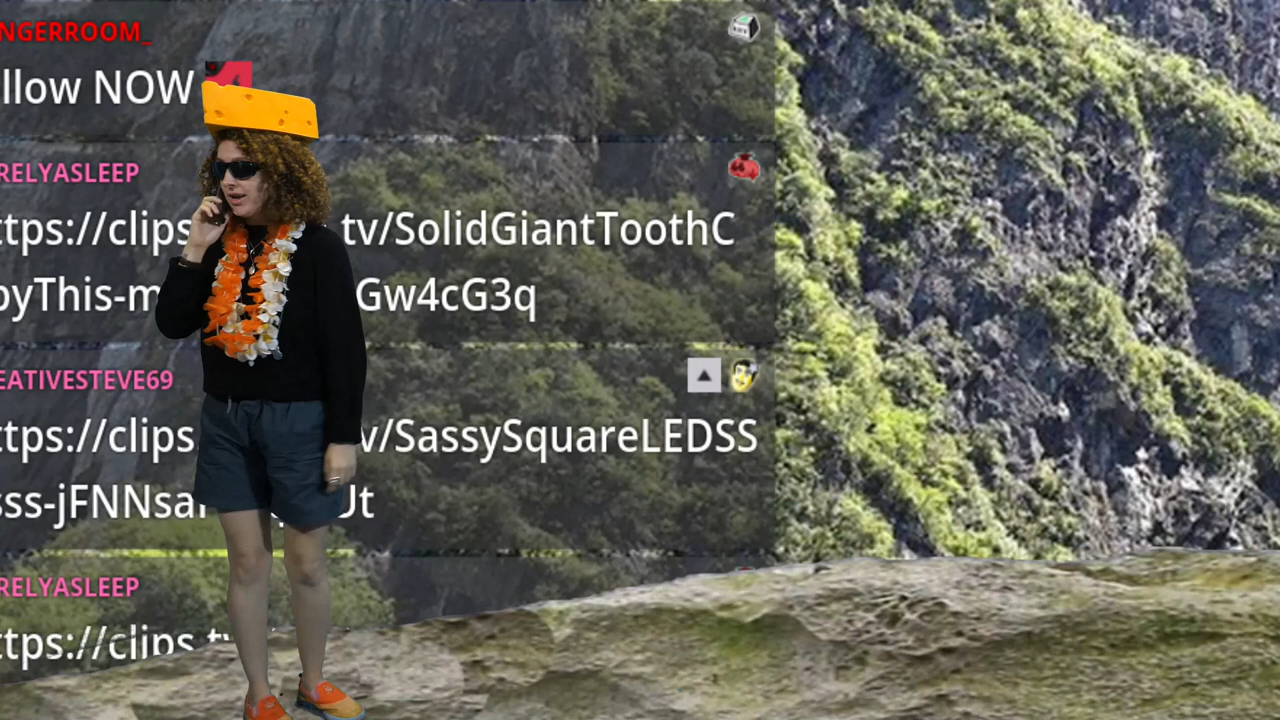 NGERROOM_
llow NOW
RELYASLEEP
ttps://clips tv/SolidGiantToothC
pyThis-m Gw4cG3q
EATIVESTEVE69
ttps://clips v/SassySquareLEDSS
sss-jFNNsa Ut
RELYASLEEP
ttps://clips.tv